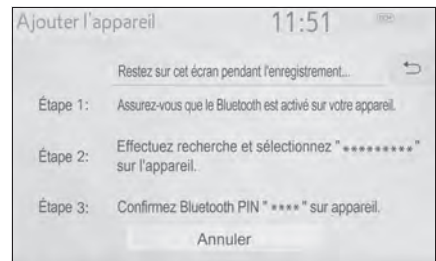 Ajouter l'appareil 11:51
Restez sur cet écran pendant l'enregistrement...
Étape 1: Assurez-vous que le Bluetooth est activé sur votre appareil.
Étape 2: Effectuez recherche et sélectionnez "*********"
sur l'appareil.
Étape 3: Confirmez Bluetooth PIN "****" sur appareil.
Annuler